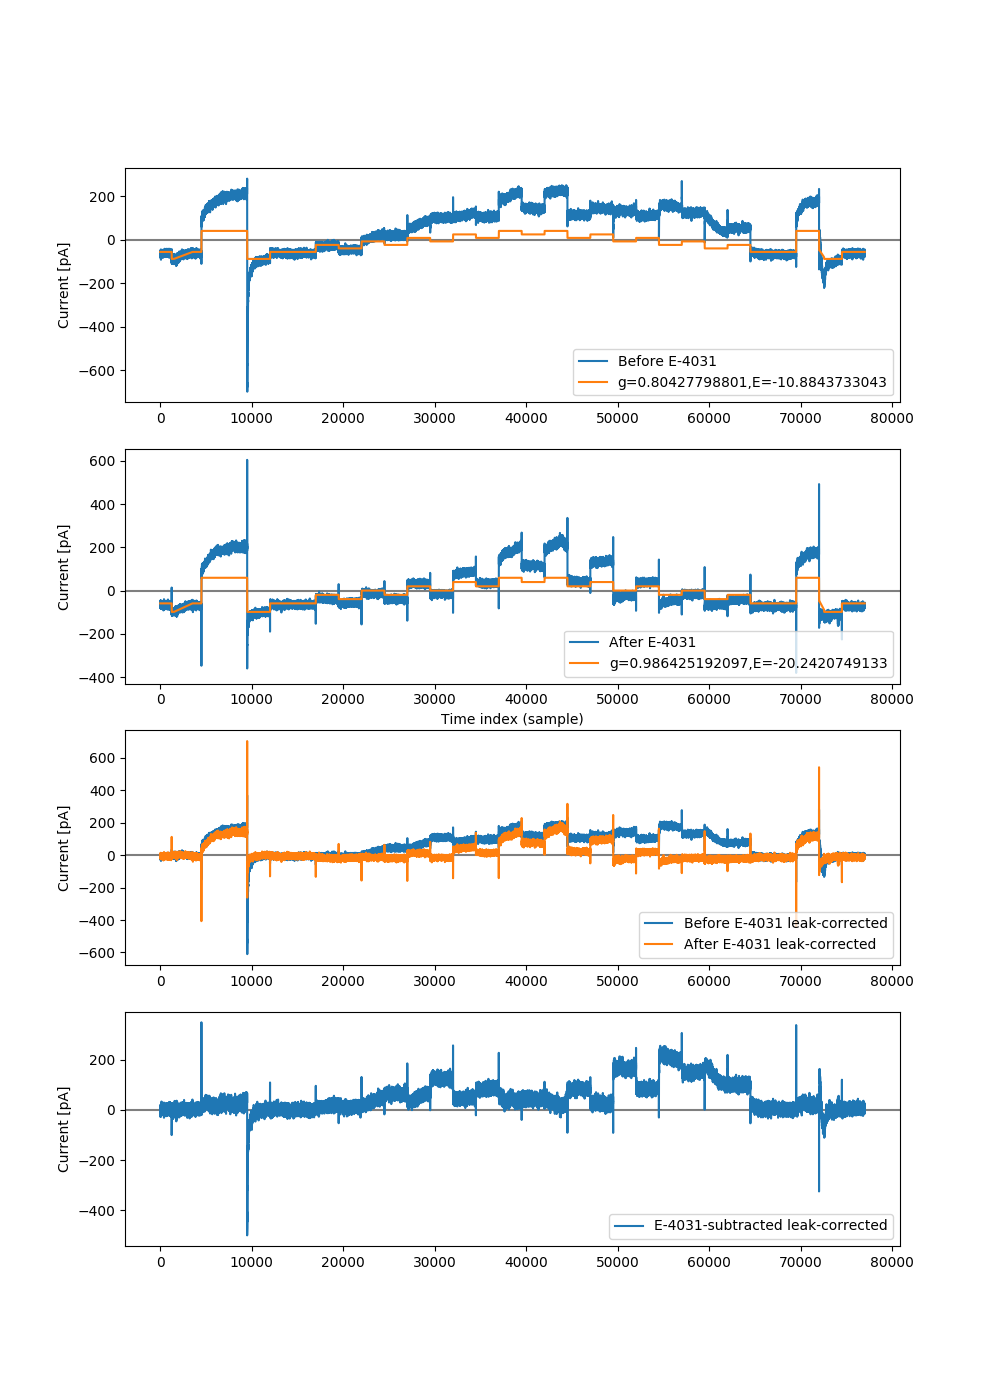 200
0
−200
−400
−600
Current [pA]
Before E-4031
g=0.80427798801,E=-10.8843733043
0 10000 20000 30000 40000 50000 60000 70000 80000
600
400
200
0
−200
−400
Current [pA]
After E-4031
g=0.986425192097,E=-20.2420749133
0 10000 20000 30000 40000 50000 60000 70000 80000
Time index (sample)
600
400
200
0
−200
−400
−600
Current [pA]
Before E-4031 leak-corrected
After E-4031 leak-corrected
0 10000 20000 30000 40000 50000 60000 70000 80000
200
0
−200
−400
Current [pA]
E-4031-subtracted leak-corrected
0 10000 20000 30000 40000 50000 60000 70000 80000